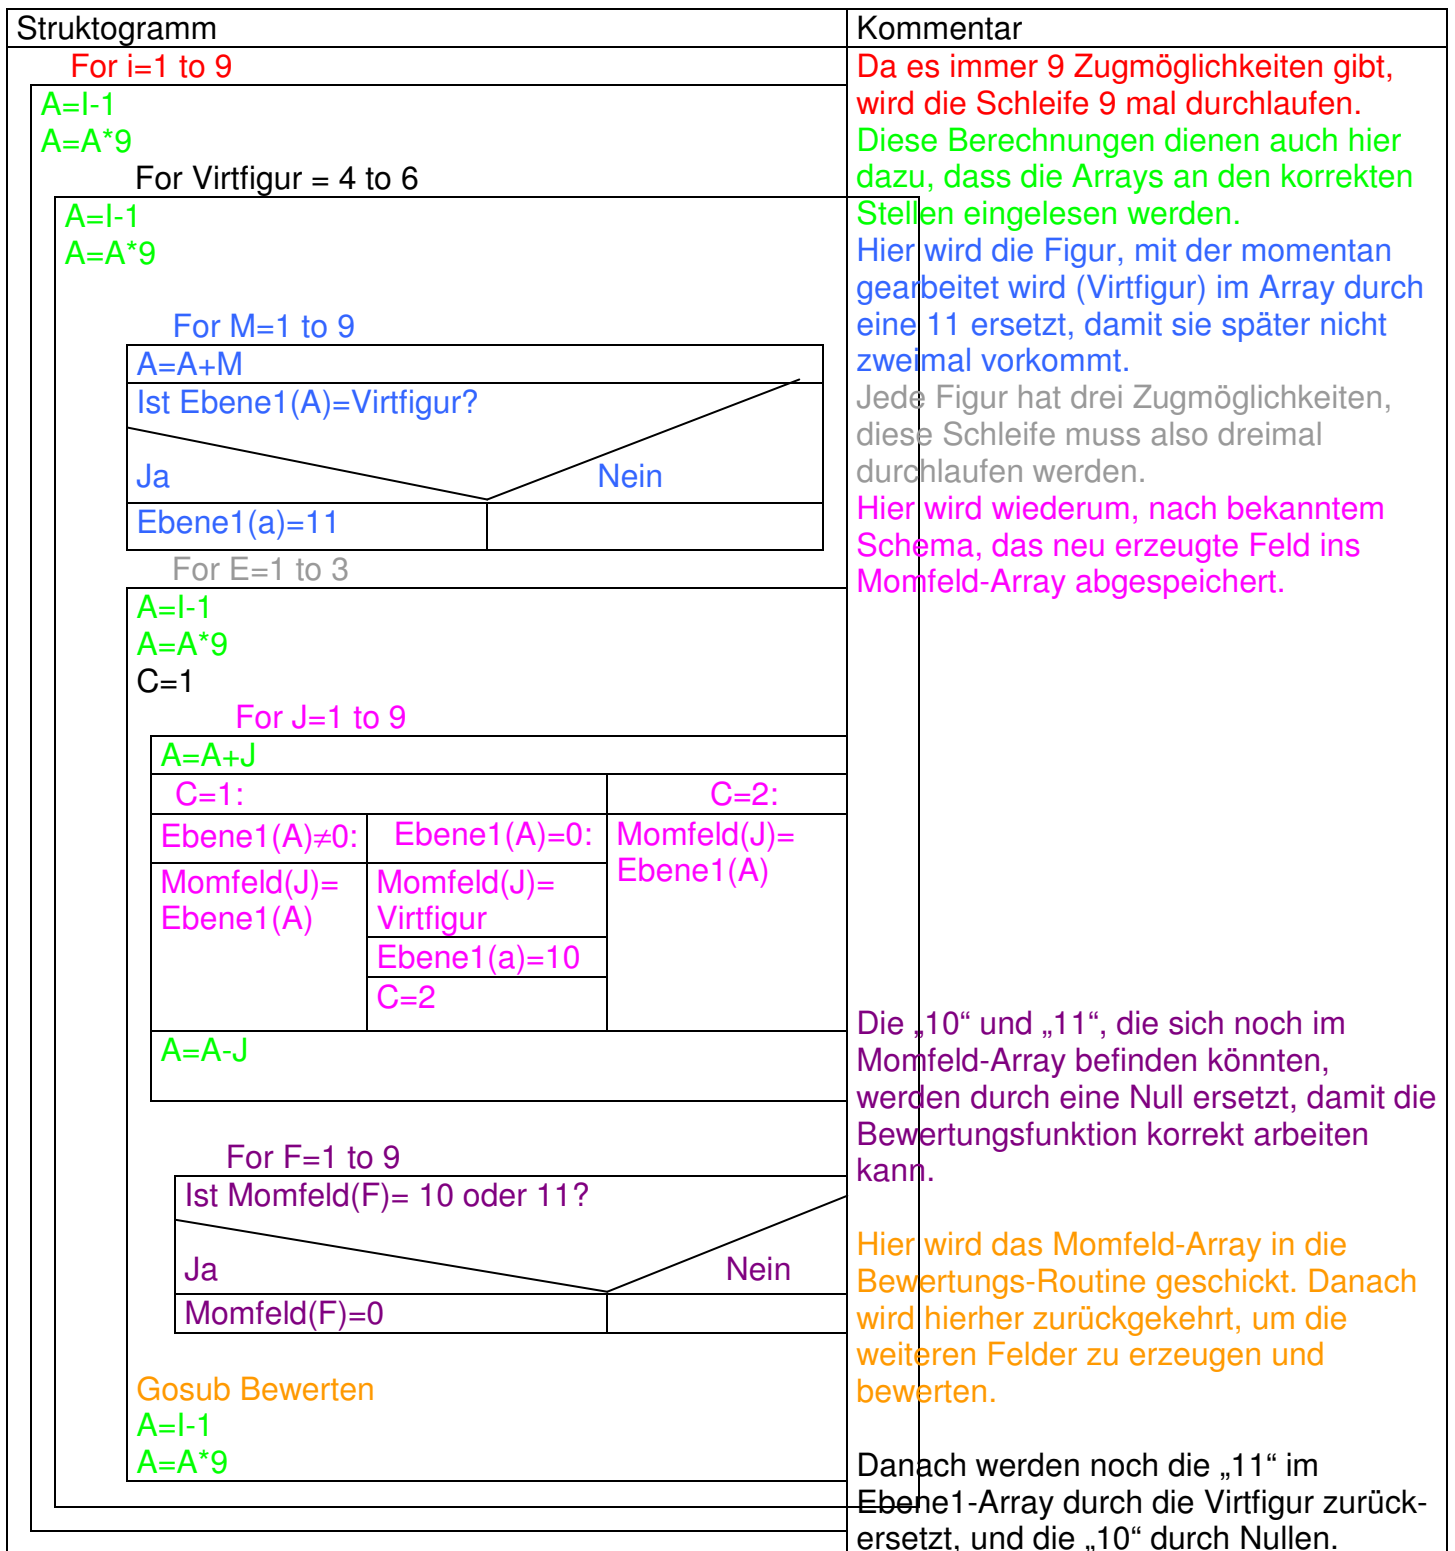 Struktogramm
For i=1 to 9
A=I-1
A=A*9
For Virtfigur = 4 to 6
A=I-1
A=A*9
For M=1 to 9
A=A+M
Ist Ebene1(A)=Virtfigur?
Ja Nein
Ebene1(a)=11
For E=1 to 3
A=I-1
A=A*9
C=1
For J=1 to 9
A=A+J
C=1: C=2:
Ebene1(A)≠0: Ebene1(A)=0: Momfeld(J)=
Ebene1(A)
Momfeld(J)= Momfeld(J)=
Ebene1(A) Virtfigur
Ebene1(a)=10
C=2
A=A-J
For F=1 to 9
Ist Momfeld(F)= 10 oder 11?
Ja Nein
Momfeld(F)=0
Gosub Bewerten
A=I-1
A=A*9
Kommentar
Da es immer 9 Zugmöglichkeiten gibt,
wird die Schleife 9 mal durchlaufen.
Diese Berechnungen dienen auch hier
dazu, dass die Arrays an den korrekten
Stellen eingelesen werden.
Hier wird die Figur, mit der momentan
gearbeitet wird (Virtfigur) im Array durch
eine 11 ersetzt, damit sie später nicht
zweimal vorkommt.
Jede Figur hat drei Zugmöglichkeiten,
diese Schleife muss also dreimal
durchlaufen werden.
Hier wird wiederum, nach bekanntem
Schema, das neu erzeugte Feld ins
Momfeld-Array abgespeichert.
Die „10“ und „11“, die sich noch im
Momfeld-Array befinden könnten,
werden durch eine Null ersetzt, damit die
Bewertungsfunktion korrekt arbeiten
kann.
Hier wird das Momfeld-Array in die
Bewertungs-Routine geschickt. Danach
wird hierher zurückgekehrt, um die
weiteren Felder zu erzeugen und
bewerten.
Danach werden noch die „11“ im
Ebene1-Array durch die Virtfigur zurück-
ersetzt, und die „10“ durch Nullen.